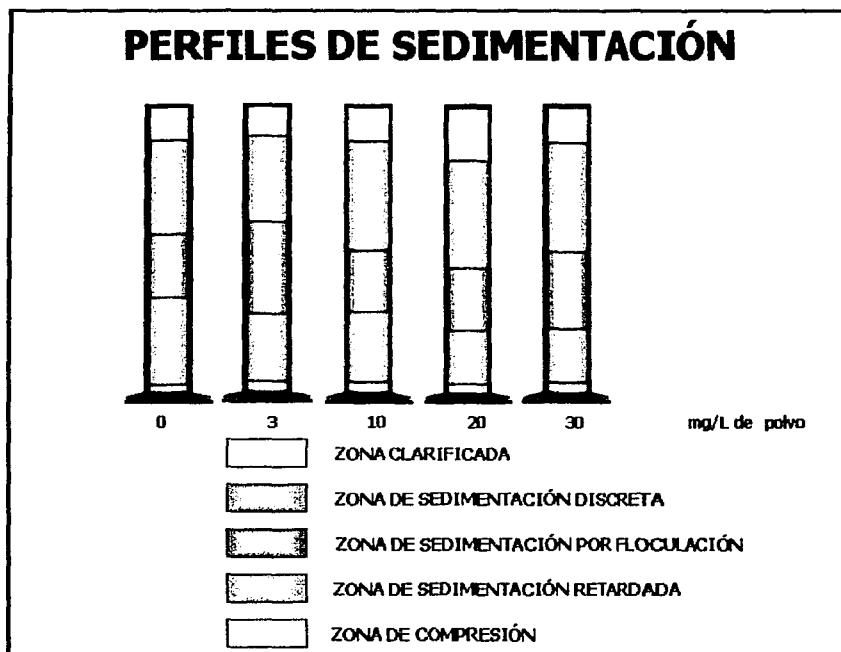 PERFILES DE SEDIMENTACIÓN
0 3 10 20 30 mg/L de polvo
ZONA CLARIFICADA
ZONA DE SEDIMENTACIÓN DISCRETA
ZONA DE SEDIMENTACIÓN POR FLOCULACIÓN
ZONA DE SEDIMENTACIÓN RETARDADA
ZONA DE COMPRESIÓN